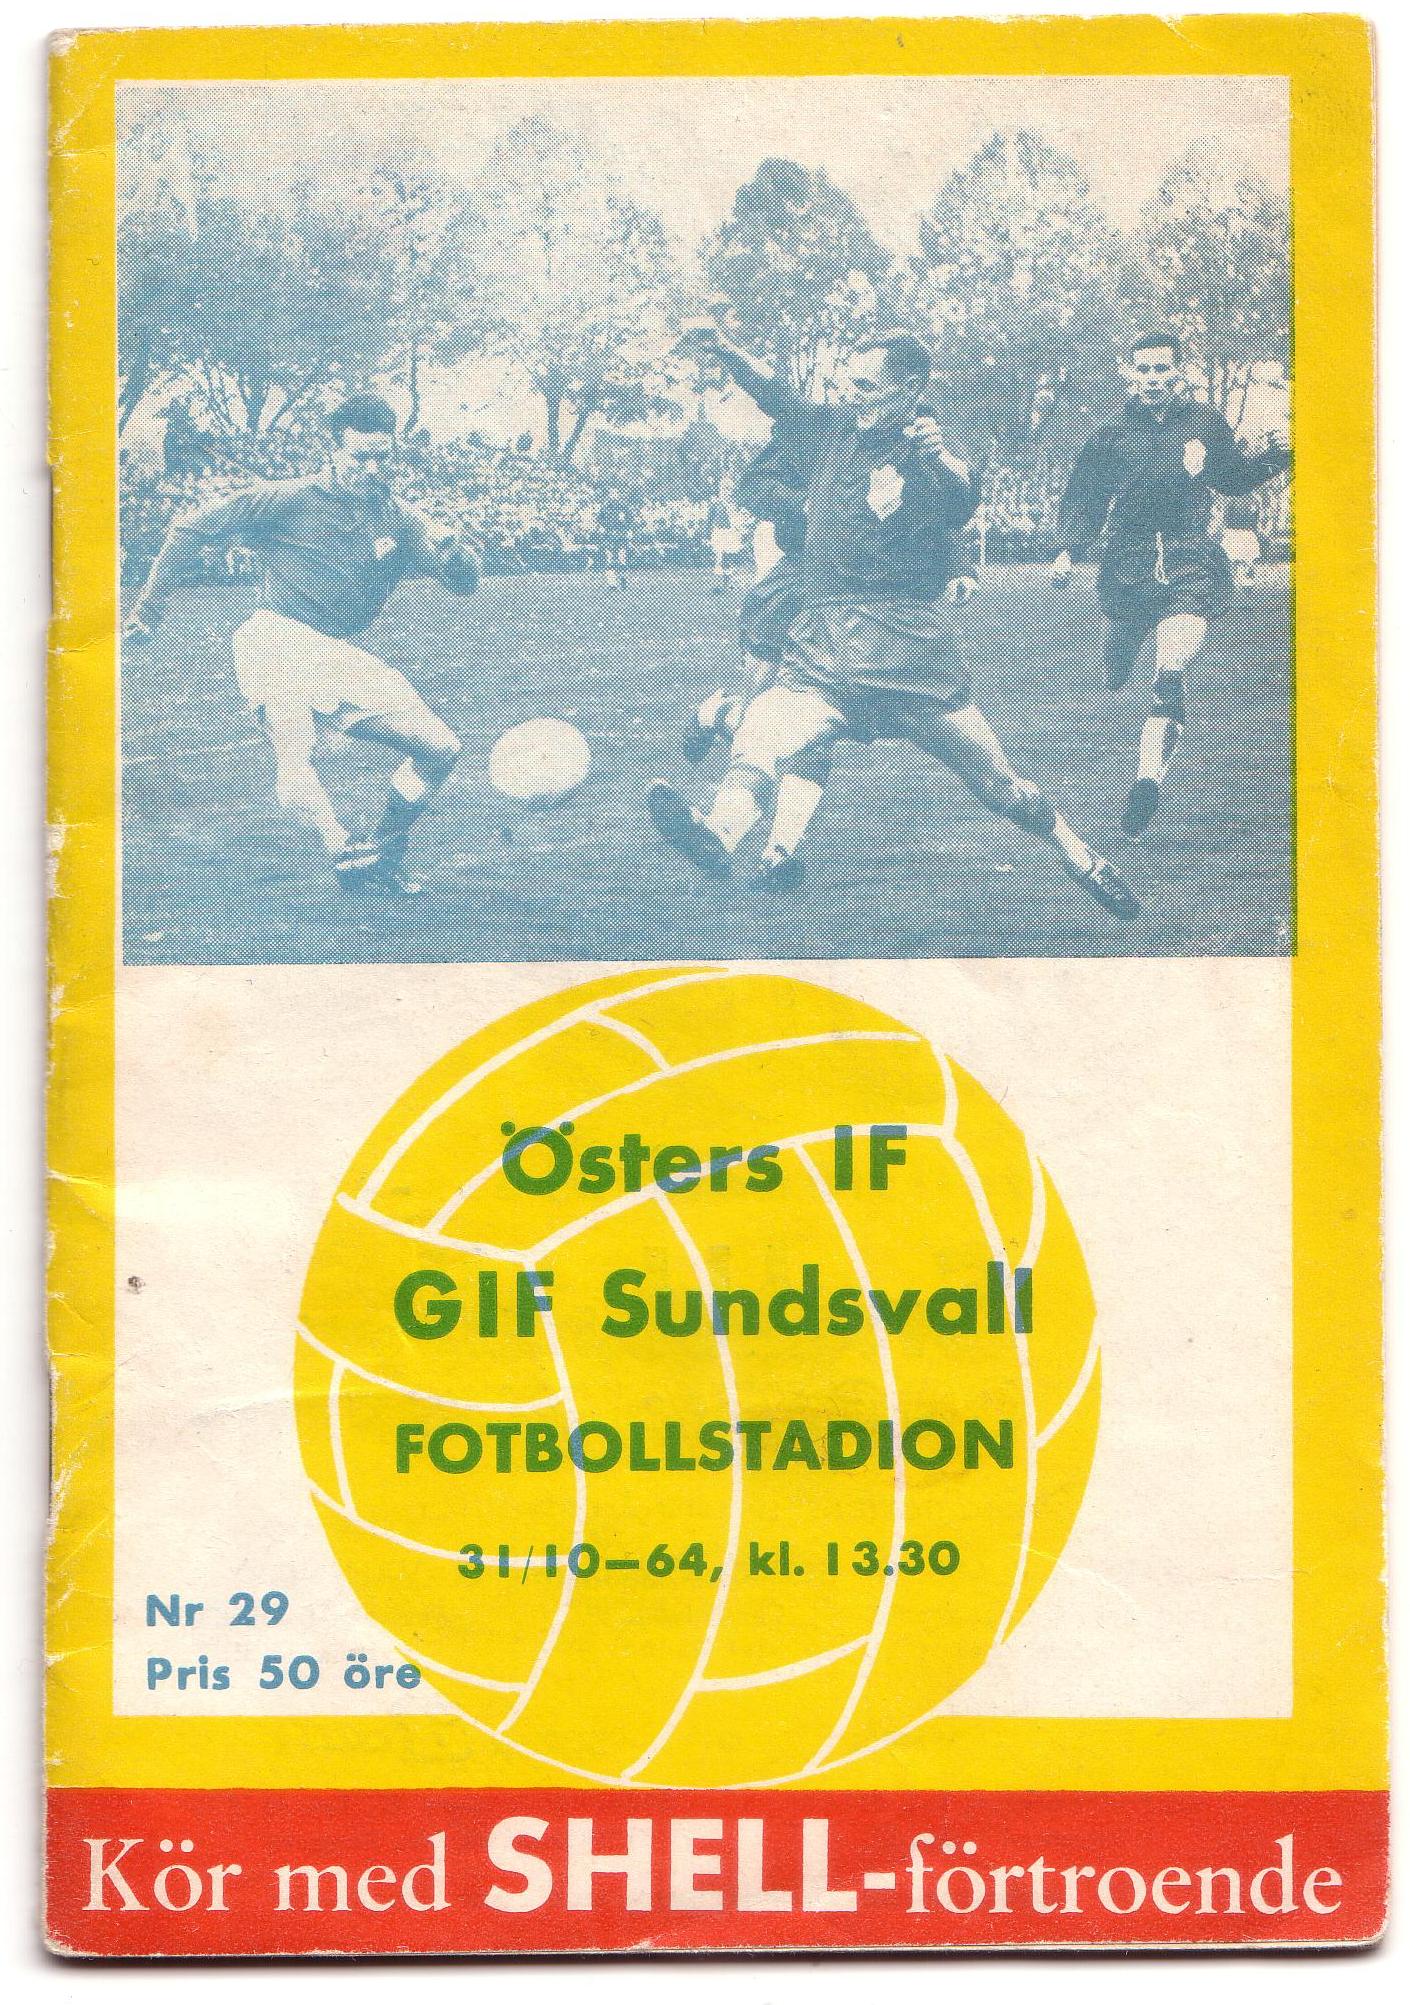 Östers IF
GIF Sundsvall
FOTBOLLSTADION
31/10–64, kl. 13.30
Nr 29
Pris 50 öre
Kör med SHELL-förtroende